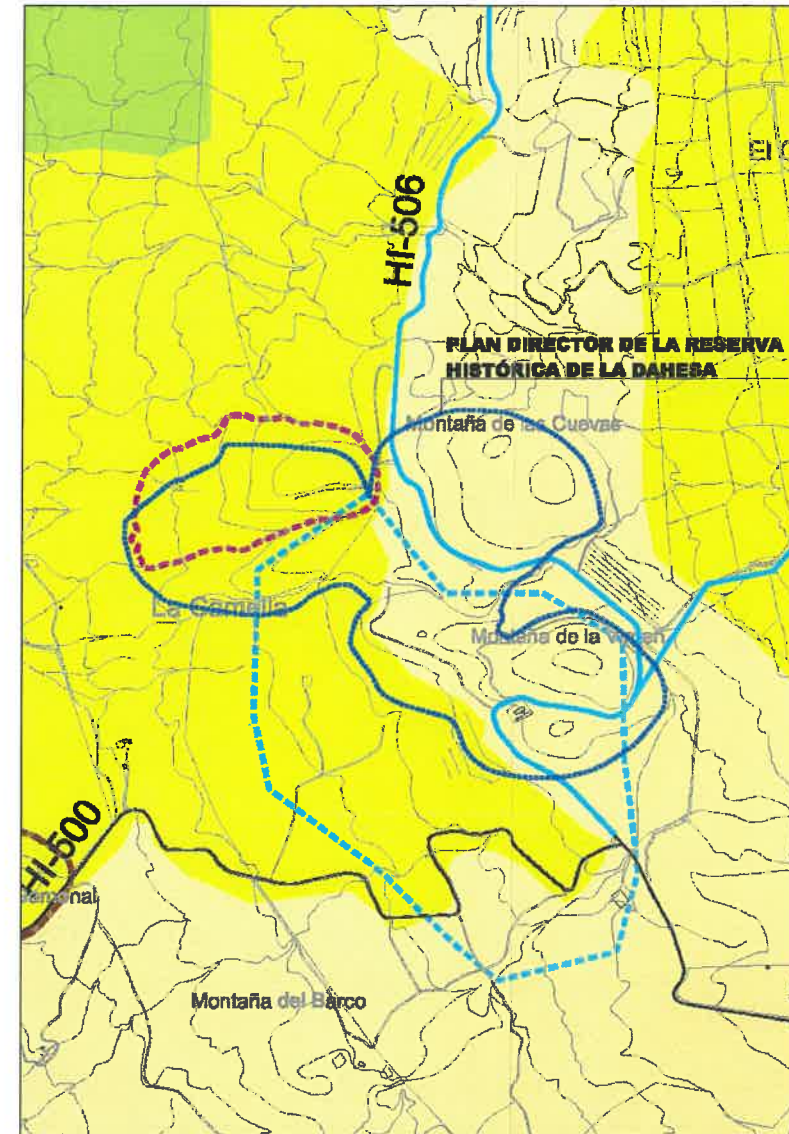 HI-506
PLAN DIRECTOR DE LA RESERVA
HISTÓRICA DE LA DAHESA
Montaña de las Cuevas
La Camella
Montaña de la Virgen
HI-500
Montaña del Barco